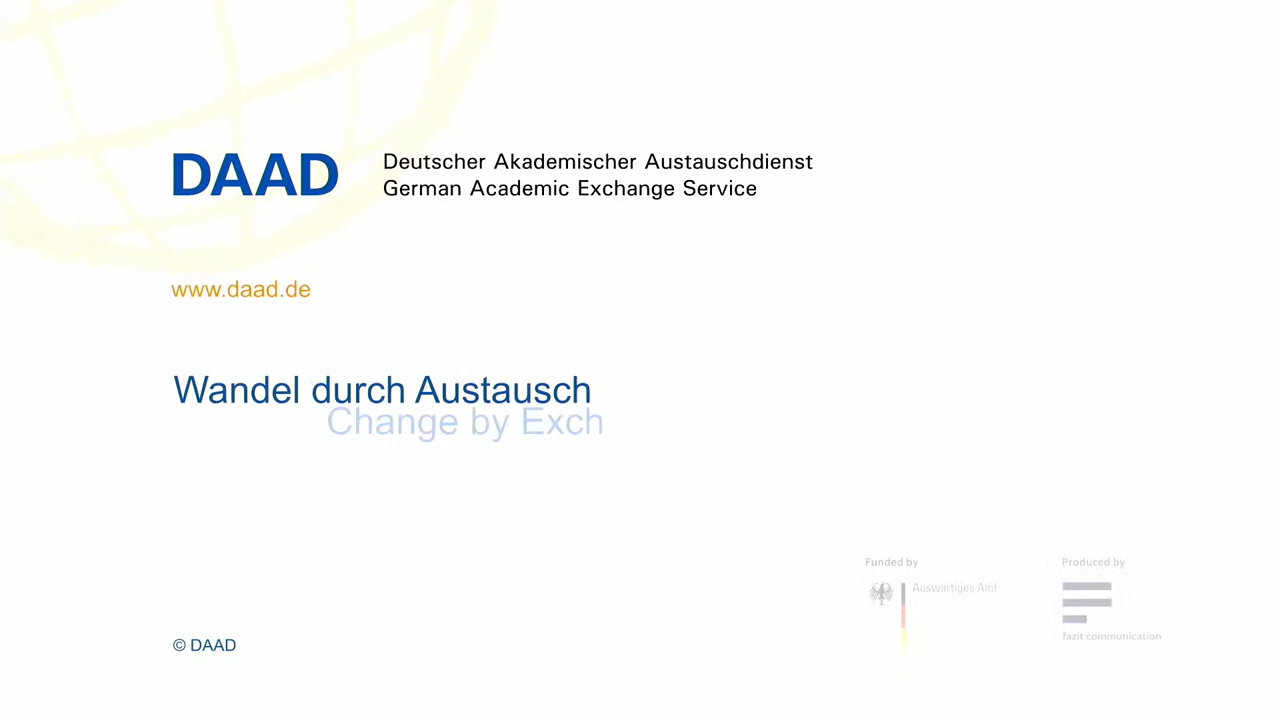 DAAD
Deutscher Akademischer Austauschdienst
German Academic Exchange Service
www.daad.de
Wandel durch Austausch
Change by Exch
Funded by
Auswärtiges Amt
Produced by
fazit communication
© DAAD